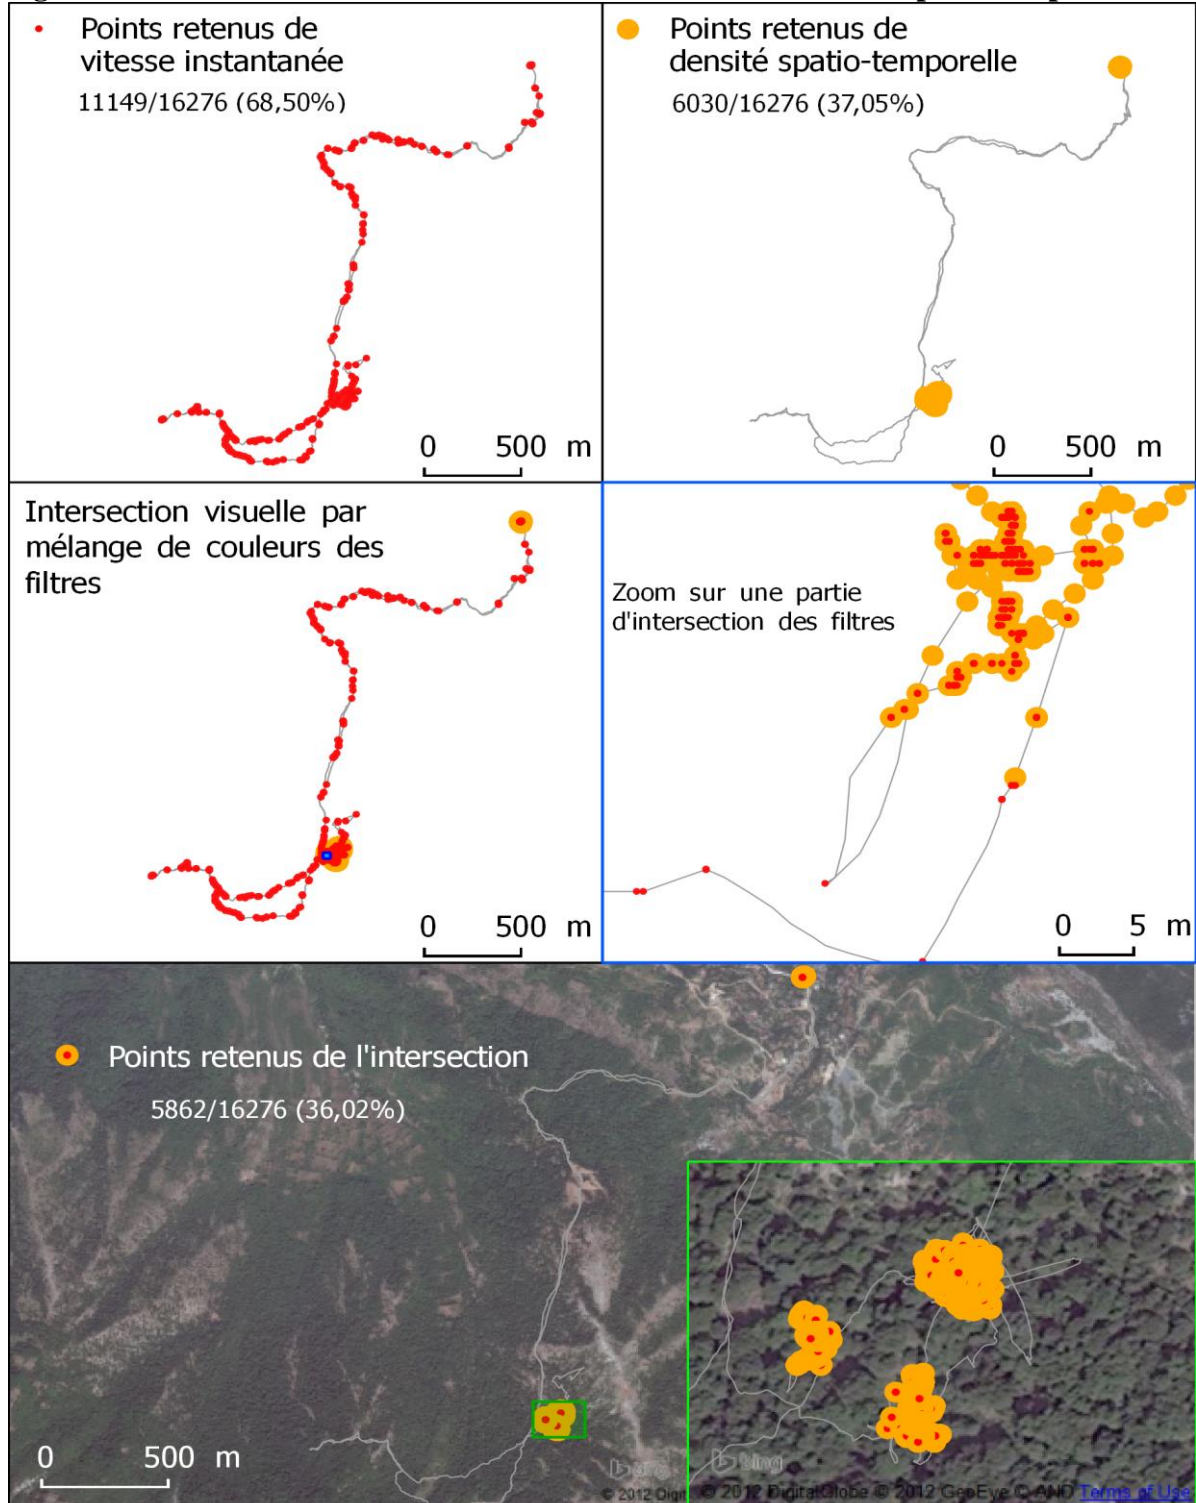 Points retenus de
vitesse instantanée
11149/16276 (68,50%)
0 500 m
Points retenus de
densité spatio-temporelle
6030/16276 (37,05%)
0 500 m
Intersection visuelle par
mélange de couleurs des
filtres
0 500 m
Zoom sur une partie
d'intersection des filtres
0 5 m
Points retenus de l'intersection
5862/16276 (36,02%)
0 500 m
bing
© 2012 DigitalGlobe © 2012 GeoEye © AND Terms of Use